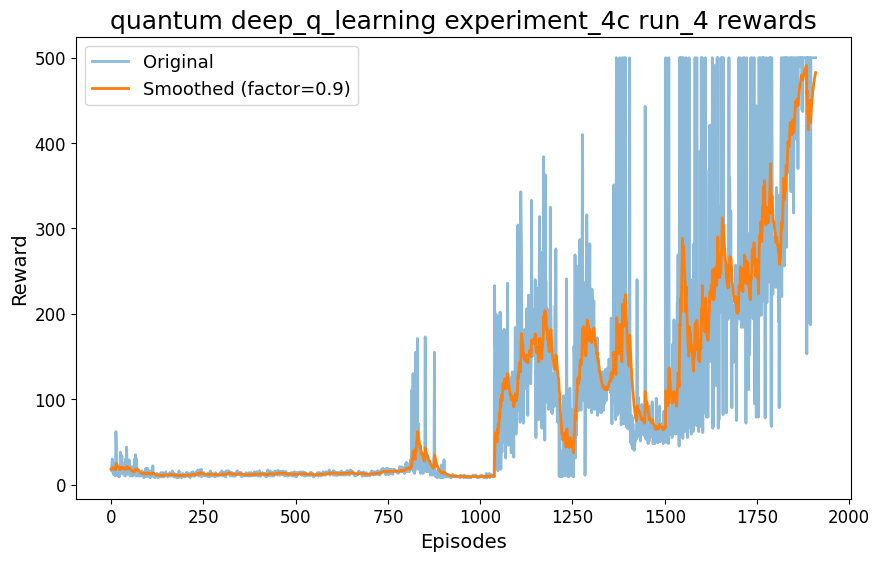 quantum deep_q_learning experiment_4c run_4 rewards
Original
Smoothed (factor=0.9)
500
400
300
200
100
0
Reward
0 250 500 750 1000 1250 1500 1750 2000
Episodes